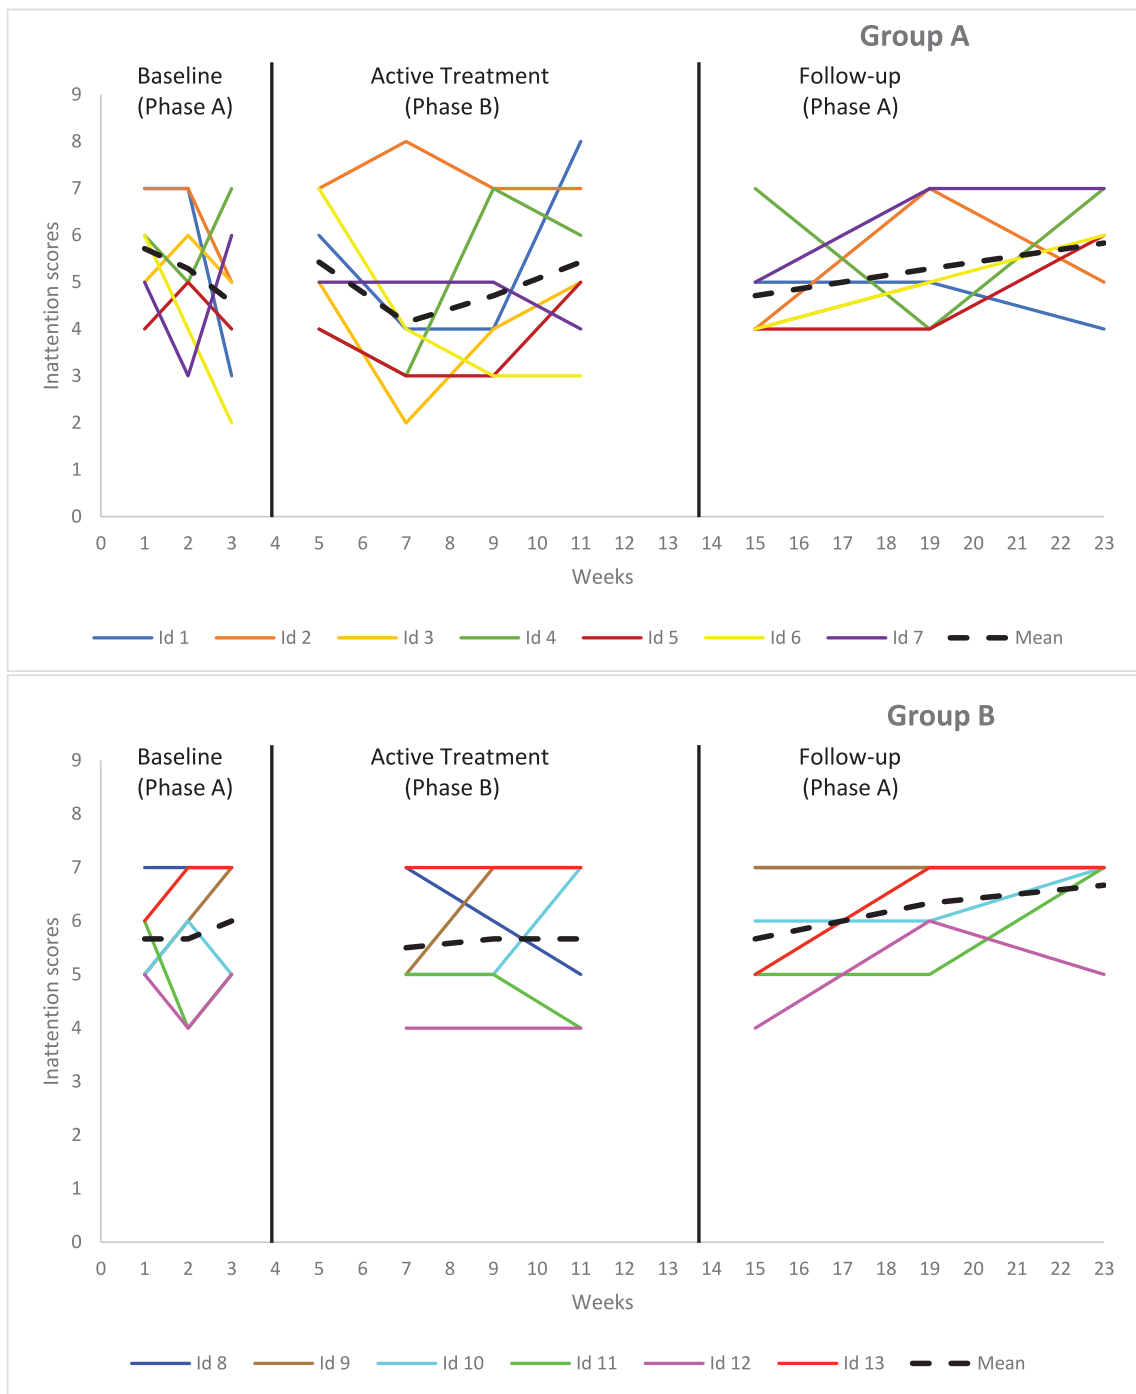 Group A
Baseline
(Phase A)
Active Treatment
(Phase B)
Follow-up
(Phase A)
9
8
7
6
5
4
3
2
1
0
Inattention scores
0 1 2 3 4 5 6 7 8 9 10 11 12 13 14 15 16 17 18 19 20 21 22 23
Weeks
Id 1 Id 2 Id 3 Id 4 Id 5 Id 6 Id 7 Mean
Group B
Baseline
(Phase A)
Active Treatment
(Phase B)
Follow-up
(Phase A)
9
8
7
6
5
4
3
2
1
0
Inattention scores
0 1 2 3 4 5 6 7 8 9 10 11 12 13 14 15 16 17 18 19 20 21 22 23
Weeks
Id 8 Id 9 Id 10 Id 11 Id 12 Id 13 Mean